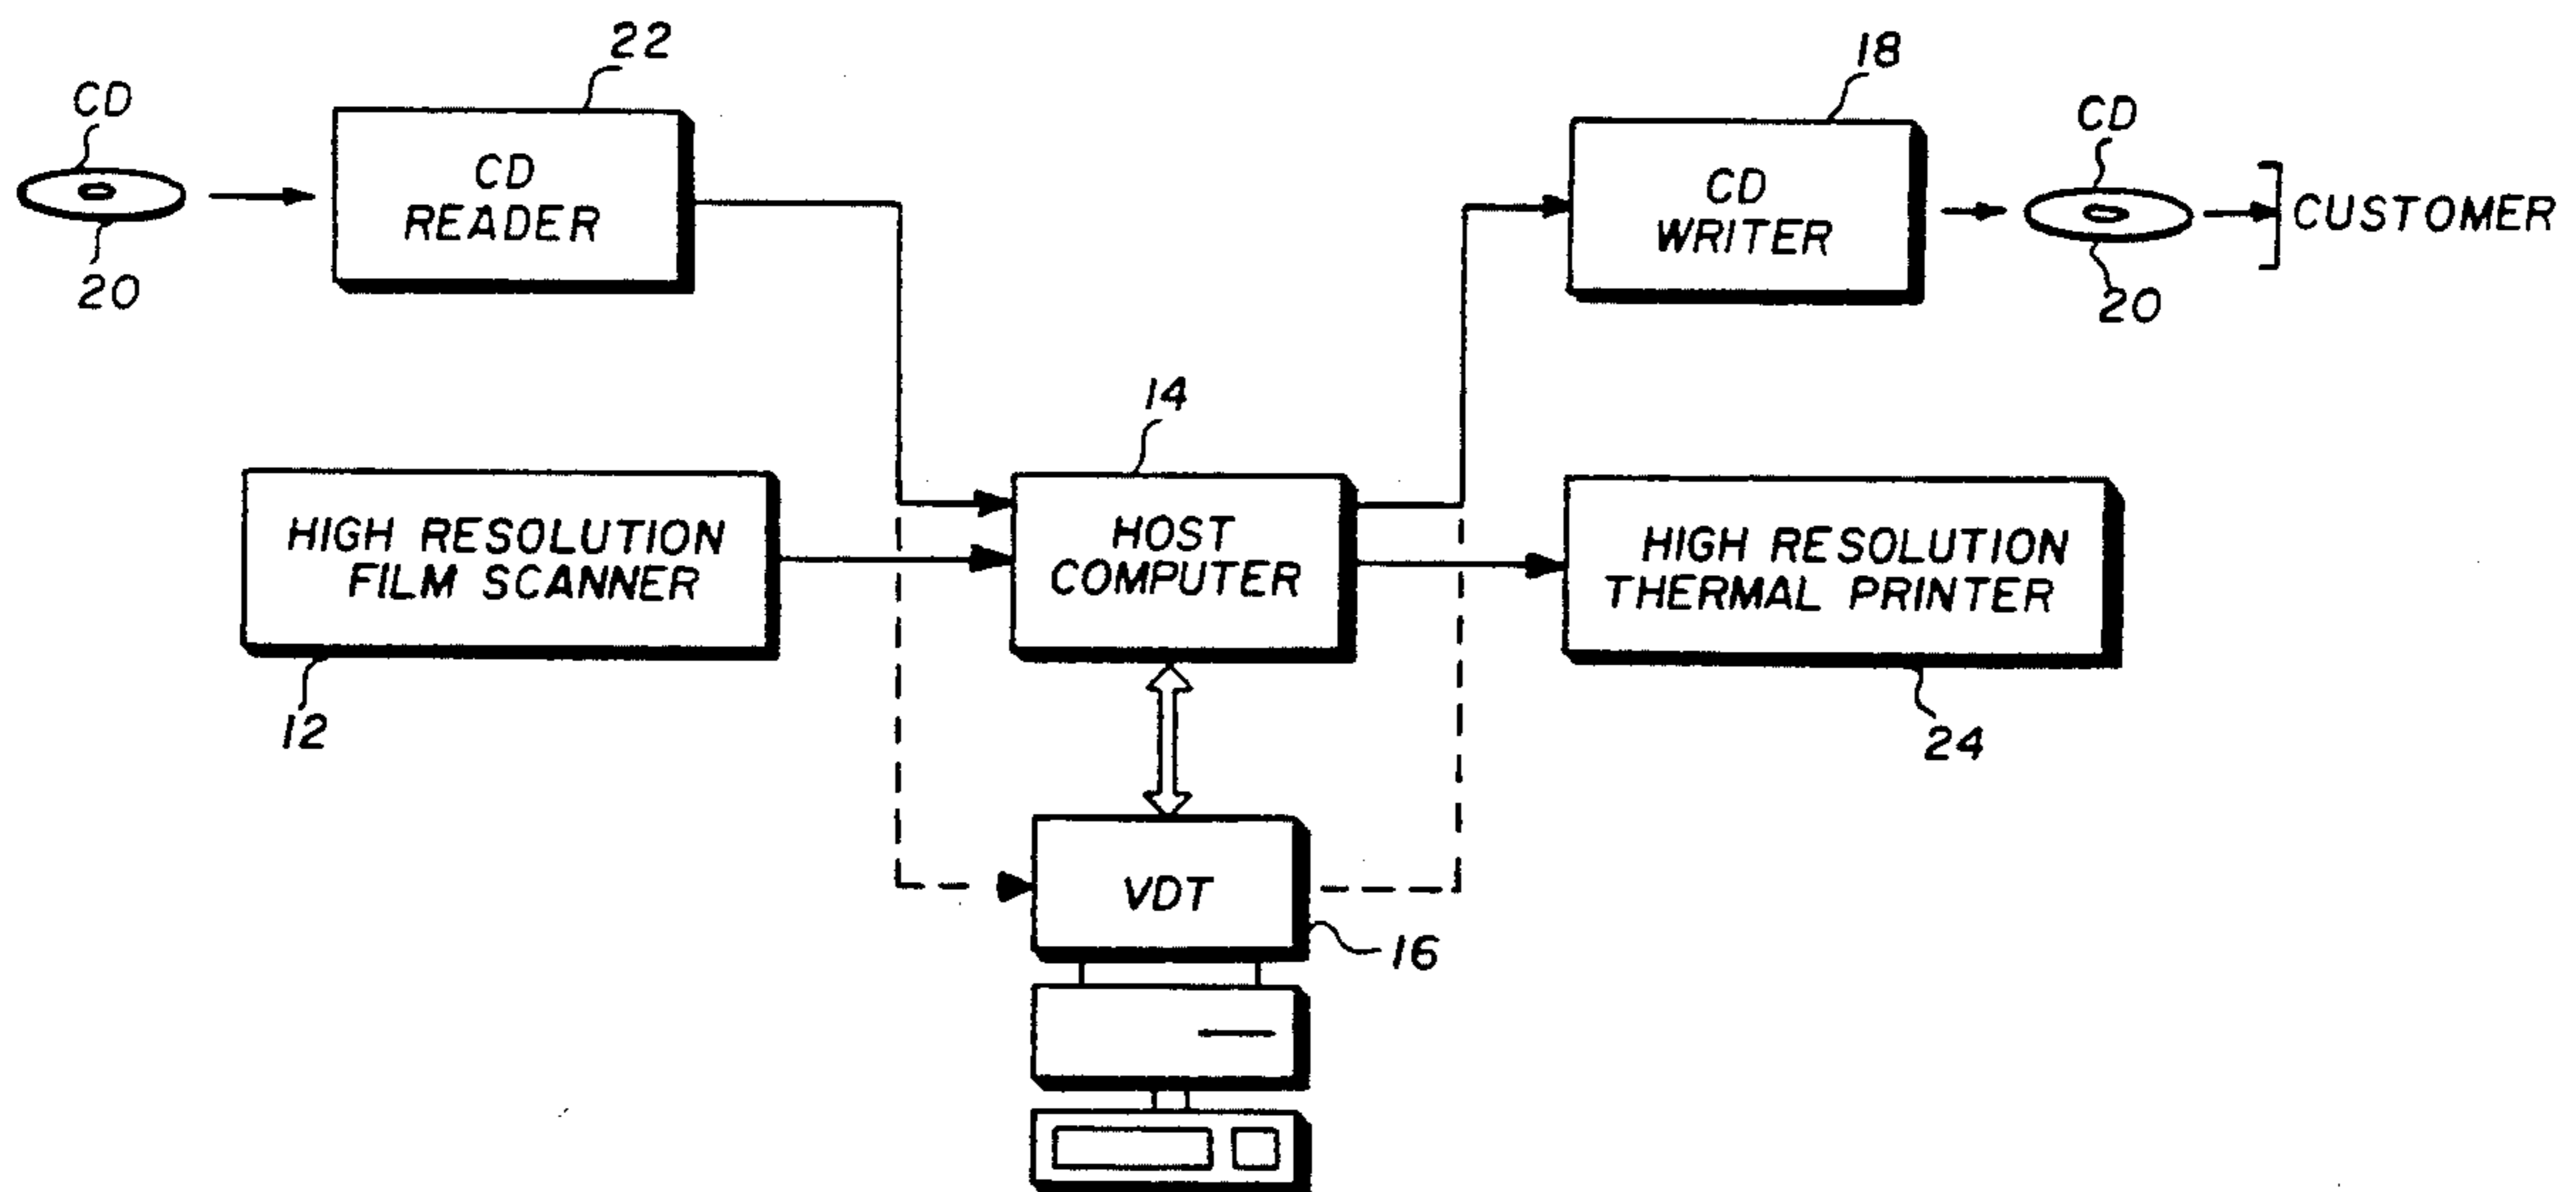 22
18
CD
CD
CD
READER
CD
WRITER
CUSTOMER
20
20
14
HIGH RESOLUTION
FILM SCANNER
HOST
COMPUTER
HIGH RESOLUTION
THERMAL PRINTER
12
24
VDT
16